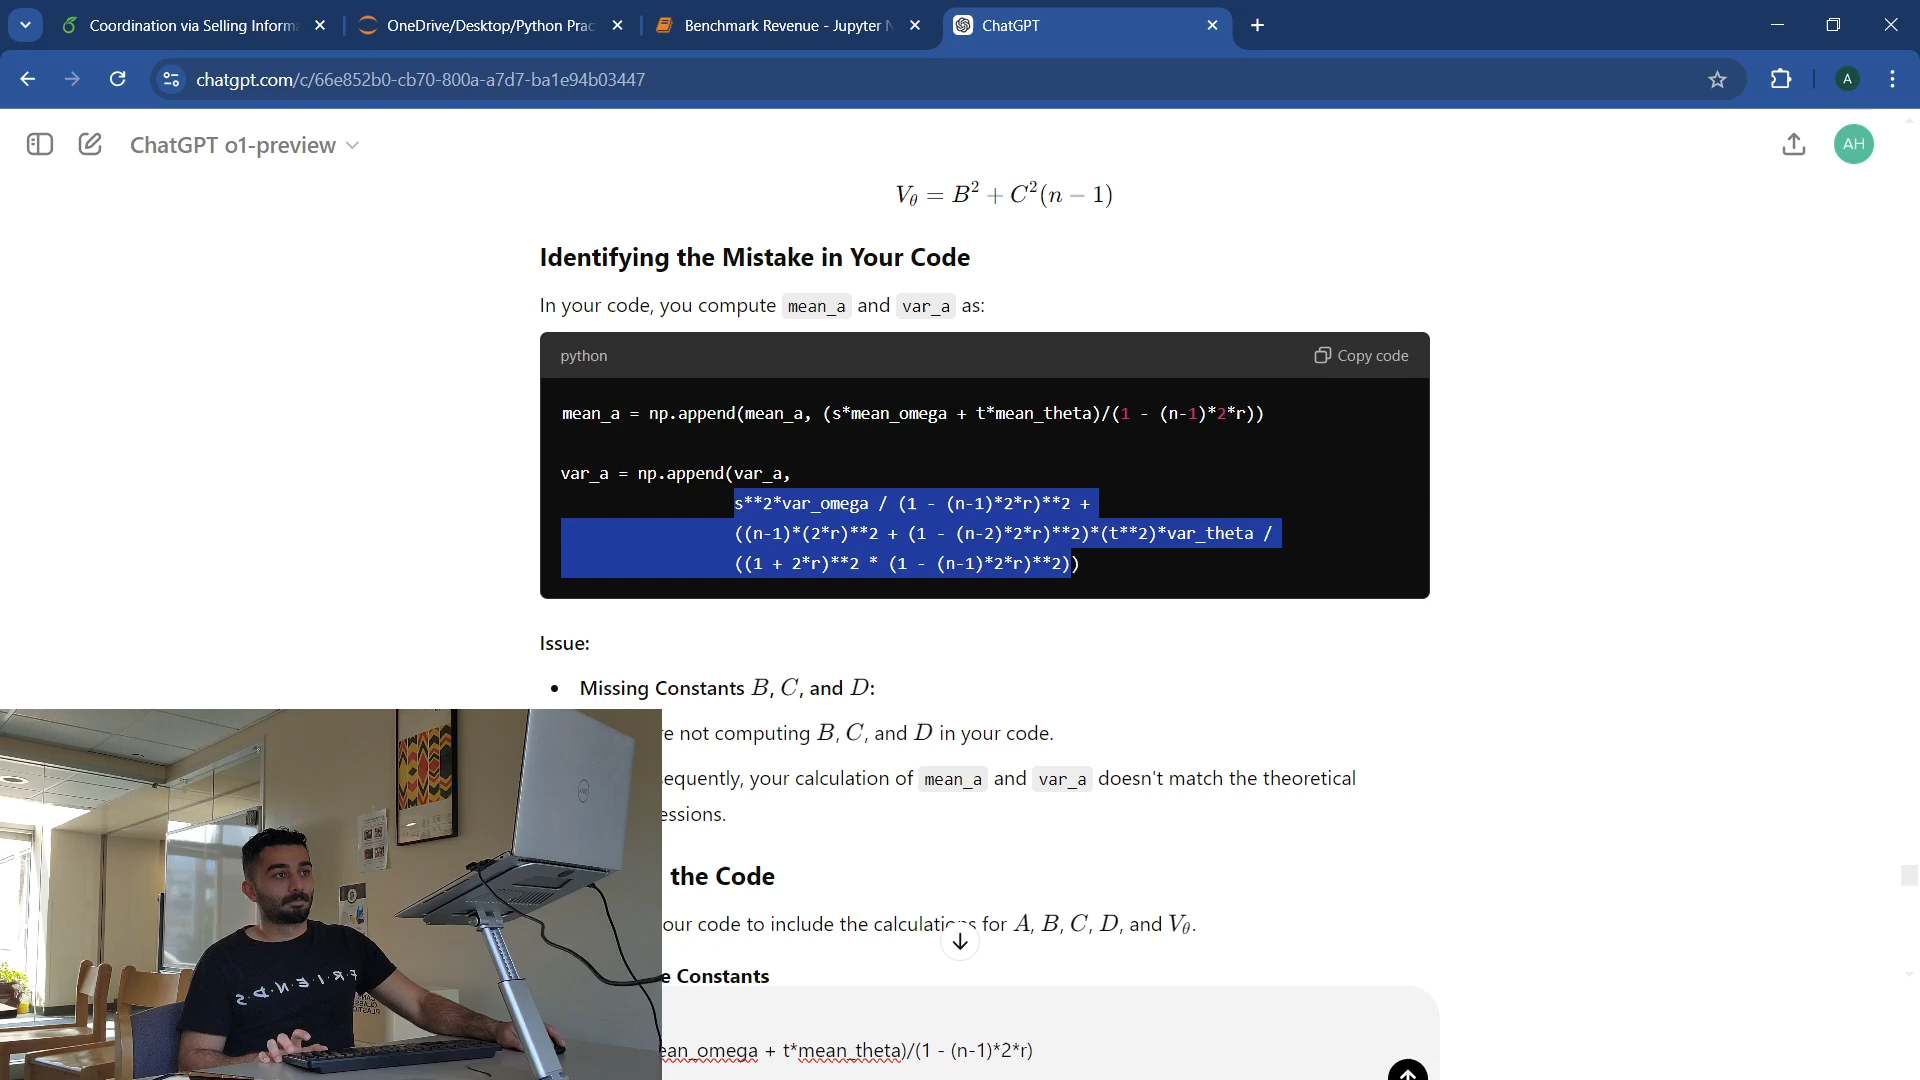 Coordination via Selling Informa
OneDrive/Desktop/Python Prac
Benchmark Revenue - Jupyter N
ChatGPT
chatgpt.com/c/66e852b0-cb70-800a-a7d7-ba1e94b03447
A
ChatGPT o1-preview
AH
V_θ = B² + C²(n − 1)
Identifying the Mistake in Your Code
In your code, you compute mean_a and var_a as:
python
Copy code
mean_a = np.append(mean_a, (s*mean_omega + t*mean_theta)/(1 - (n-1)*2*r))
var_a = np.append(var_a,
s**2*var_omega / (1 - (n-1)*2*r)**2 +
((n-1)*(2*r)**2 + (1 - (n-2)*2*r)**2)*(t**2)*var_theta /
((1 + 2*r)**2 * (1 - (n-1)*2*r)**2))
Issue:
• Missing Constants B, C, and D:
e not computing B, C, and D in your code.
equently, your calculation of mean_a and var_a doesn't match the theoretical
essions.
the Code
our code to include the calculations for A, B, C, D, and V_θ.
e Constants
ean_omega + t*mean_theta)/(1 - (n-1)*2*r)